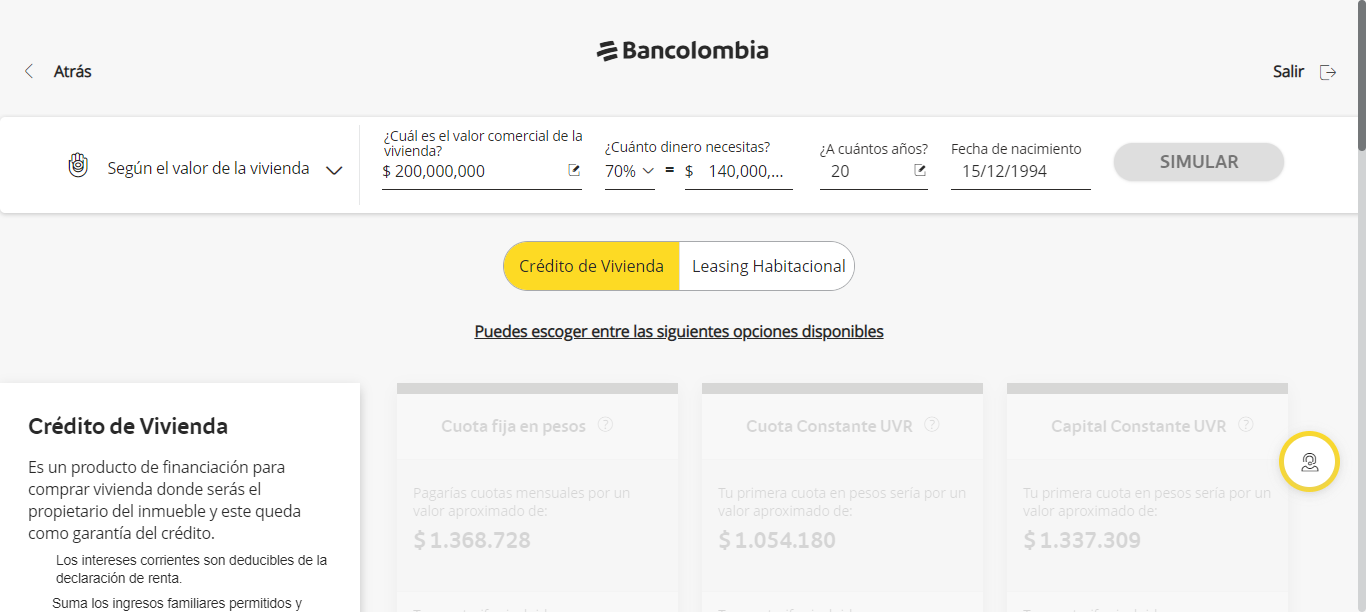 Bancolombia
Atrás
Salir
Según el valor de la vivienda
¿Cuál es el valor comercial de la
vivienda?
$ 200,000,000
¿Cuánto dinero necesitas?
70% = $ 140,000,...
¿A cuántos años?
20
Fecha de nacimiento
15/12/1994
SIMULAR
Crédito de Vivienda
Leasing Habitacional
Puedes escoger entre las siguientes opciones disponibles
Crédito de Vivienda
Es un producto de financiación para
comprar vivienda donde serás el
propietario del inmueble y este queda
como garantía del crédito.
Los intereses corrientes son deducibles de la
declaración de renta.
Suma los ingresos familiares permitidos y
Cuota fija en pesos ?
Pagarías cuotas mensuales por un
valor aproximado de:
$ 1.368.728
Cuota Constante UVR ?
Tu primera cuota en pesos sería por un
valor aproximado de:
$ 1.054.180
Capital Constante UVR ?
Tu primera cuota en pesos sería por un
valor aproximado de:
$ 1.337.309